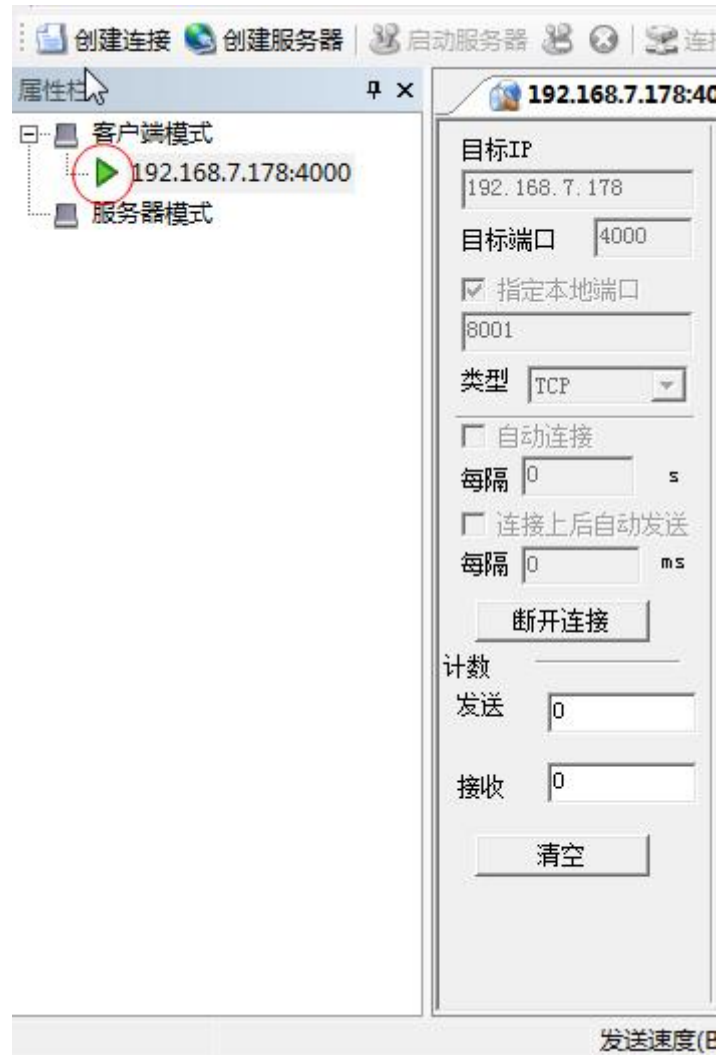 创建连接 创建服务器 启动服务器 连接
属性栏
客户端模式
192.168.7.178:4000
服务器模式
192.168.7.178:40
目标IP
192.168.7.178
目标端口 4000
指定本地端口
8001
类型 TCP
自动连接
每隔 0 s
连接上后自动发送
每隔 0 ms
断开连接
计数
发送 0
接收 0
清空
发送速度(B